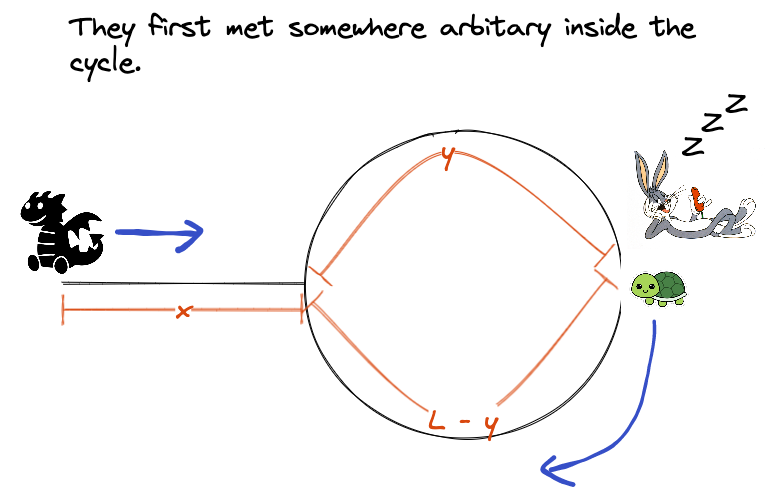 They first met somewhere arbitary inside the
cycle.
z
z
z
y
x
L - y